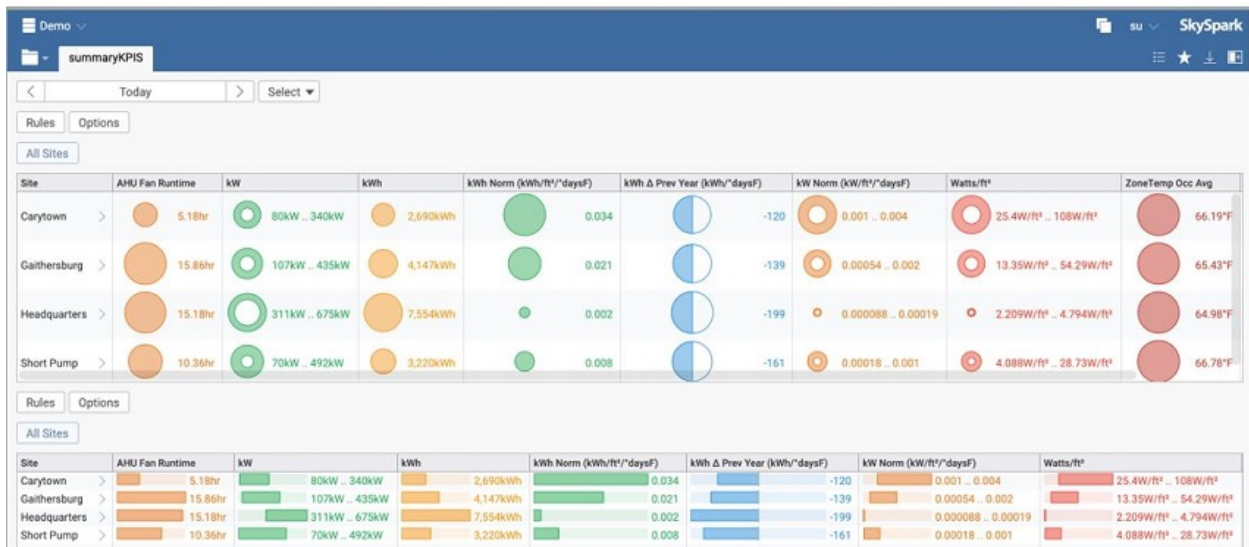 Demo su SkySpark
summaryKPIS
Today Select
Rules Options
All Sites
Site AHU Fan Runtime kW kWh kWh Norm (kWh/ft²/°daysF) kWh Δ Prev Year (kWh/°daysF) kW Norm (kW/ft²/°daysF) Watts/ft² ZoneTemp Occ Avg
Carytown 5.18hr 80kW .. 340kW 2,690kWh 0.034 -120 0.001 .. 0.004 25.4W/ft² .. 108W/ft² 66.19°F
Gaithersburg 15.86hr 107kW .. 435kW 4,147kWh 0.021 -139 0.00054 .. 0.002 13.35W/ft² .. 54.29W/ft² 65.43°F
Headquarters 15.18hr 311kW .. 675kW 7,554kWh 0.002 -199 0.000088 .. 0.00019 2.209W/ft² .. 4.794W/ft² 64.98°F
Short Pump 10.36hr 70kW .. 492kW 3,220kWh 0.008 -161 0.00018 .. 0.001 4.088W/ft² .. 28.73W/ft² 66.78°F
Rules Options
All Sites
Site AHU Fan Runtime kW kWh kWh Norm (kWh/ft²/°daysF) kWh Δ Prev Year (kWh/°daysF) kW Norm (kW/ft²/°daysF) Watts/ft²
Carytown 5.18hr 80kW .. 340kW 2,690kWh 0.034 -120 0.001 .. 0.004 25.4W/ft² .. 108W/ft²
Gaithersburg 15.86hr 107kW .. 435kW 4,147kWh 0.021 -139 0.00054 .. 0.002 13.35W/ft² .. 54.29W/ft²
Headquarters 15.18hr 311kW .. 675kW 7,554kWh 0.002 -199 0.000088 .. 0.00019 2.209W/ft² .. 4.794W/ft²
Short Pump 10.36hr 70kW .. 492kW 3,220kWh 0.008 -161 0.00018 .. 0.001 4.088W/ft² .. 28.73W/ft²